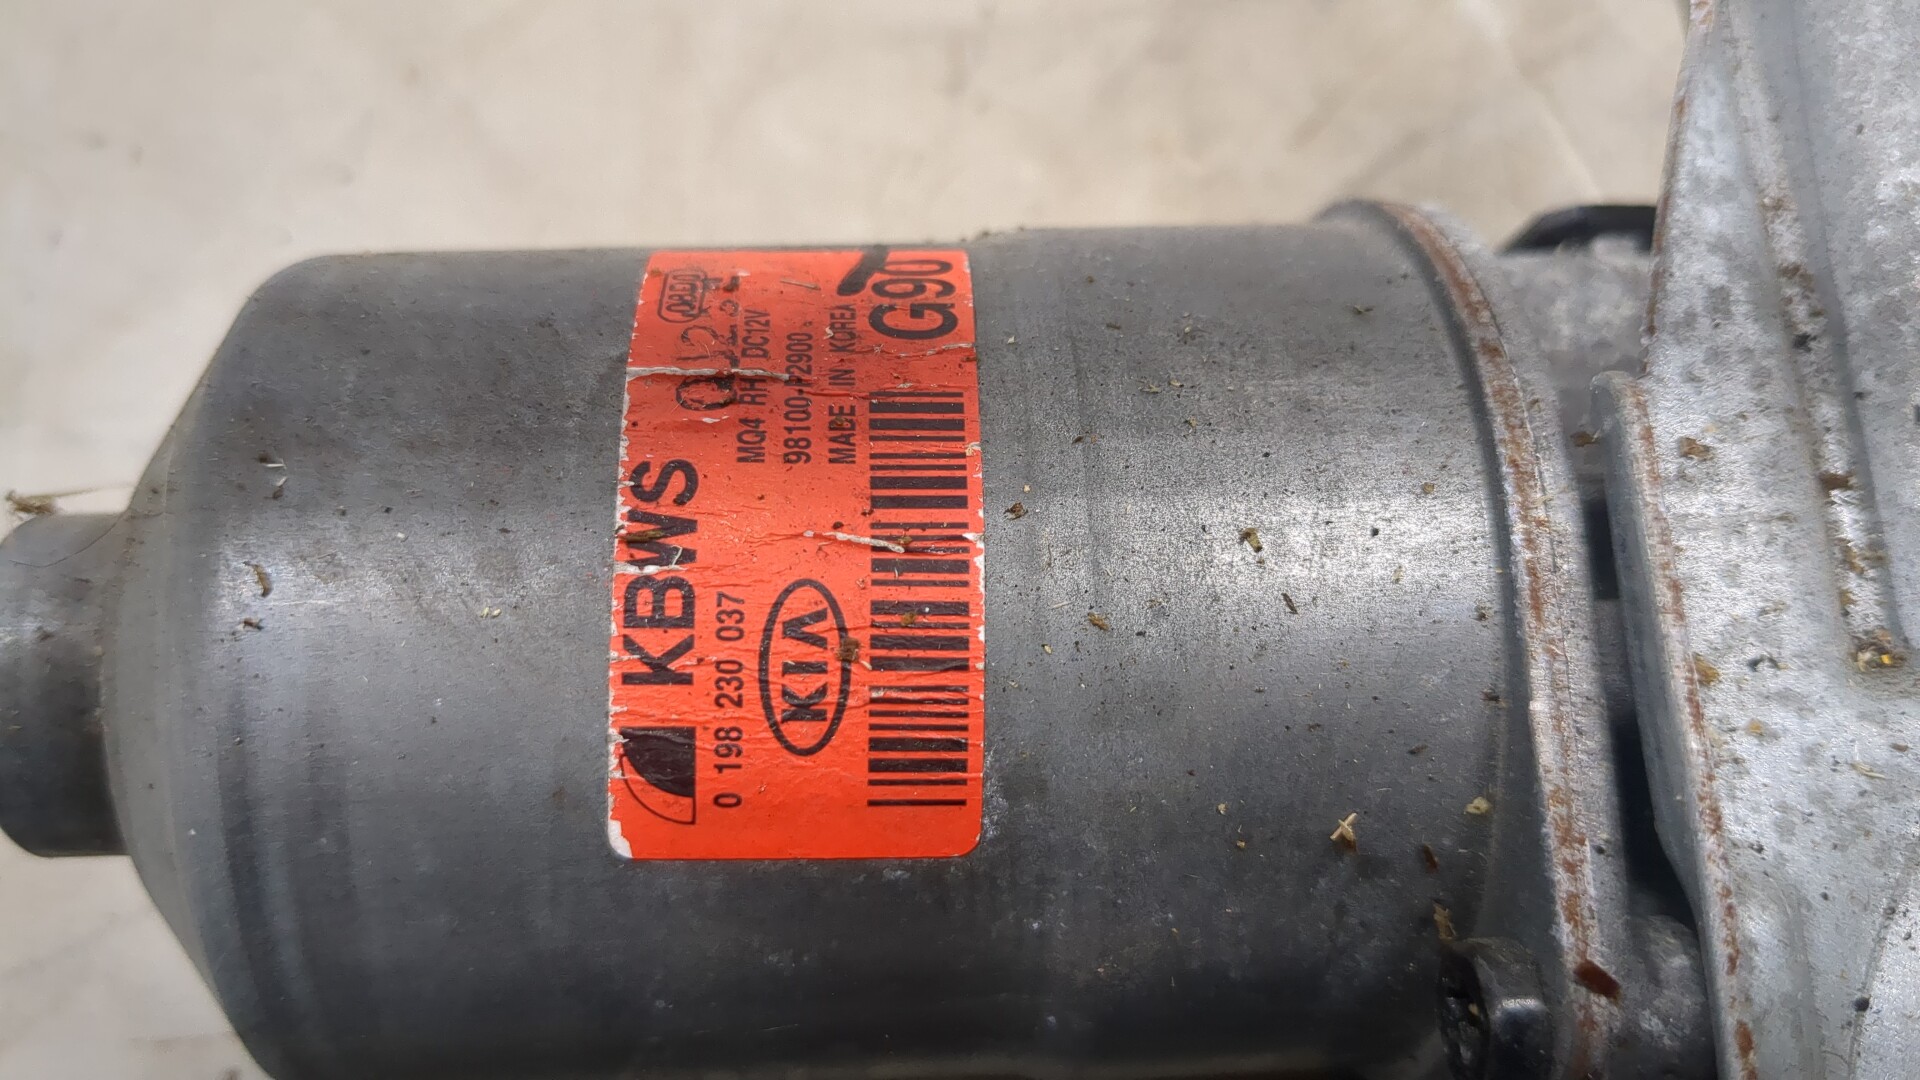 KBWS
0 198 230 037
MQ4 RH DC12V
98100-P2900
MADE IN KOREA
KIA
G90